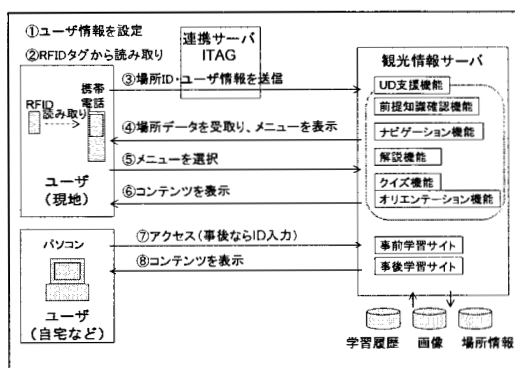 ①ユーザ情報を設定
②RFIDタグから読み取り
連携サーバ
ITAG
③場所ID・ユーザ情報を送信
観光情報サーバ
UD支援機能
前提知識確認機能
ナビゲーション機能
解説機能
クイズ機能
オリエンテーション機能
携帯
電話
RFID
読み取り
④場所データを受取り、メニューを表示
⑤メニューを選択
⑥コンテンツを表示
ユーザ
(現地)
パソコン
ユーザ
(自宅など)
⑦アクセス(事後ならID入力)
⑧コンテンツを表示
事前学習サイト
事後学習サイト
学習履歴
画像
場所情報